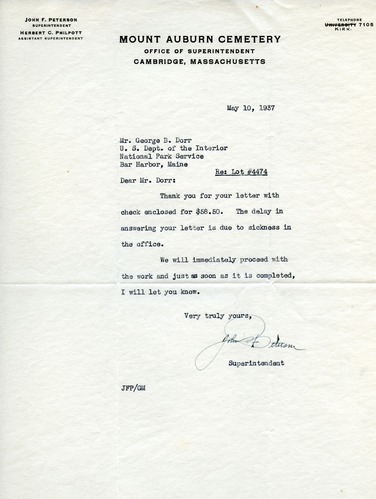 JOHN F. PETERSON
SUPERINTENDENT
HERBERT C. PHILPOTT
ASSISTANT SUPERINTENDENT
TELEPHONE
UNIVERSITY 7105
KIRK.
MOUNT AUBURN CEMETERY
OFFICE OF SUPERINTENDENT
CAMBRIDGE, MASSACHUSETTS
May 10, 1937
Mr. George B. Dorr
U. S. Dept. of the Interior
National Park Service
Bar Harbor, Maine
Re: Lot #4474
Dear Mr. Dorr:
Thank you for your letter with
check enclosed for $58.50. The delay in
answering your letter is due to sickness in
the office.
We will immediately proceed with
the work and just as soon as it is completed,
I will let you know.
Very truly yours,
John F. Peterson
Superintendent
JFP/GM